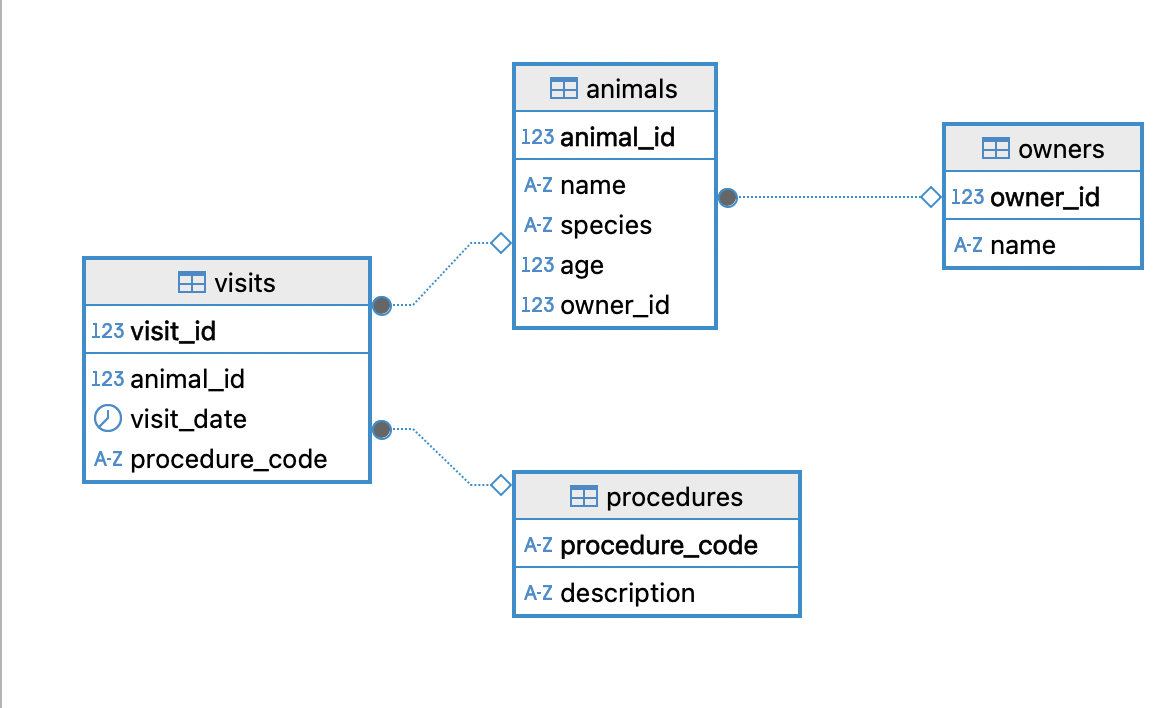 animals
123 animal_id
A-Z name
A-Z species
123 age
123 owner_id
owners
123 owner_id
A-Z name
visits
123 visit_id
123 animal_id
visit_date
A-Z procedure_code
procedures
A-Z procedure_code
A-Z description